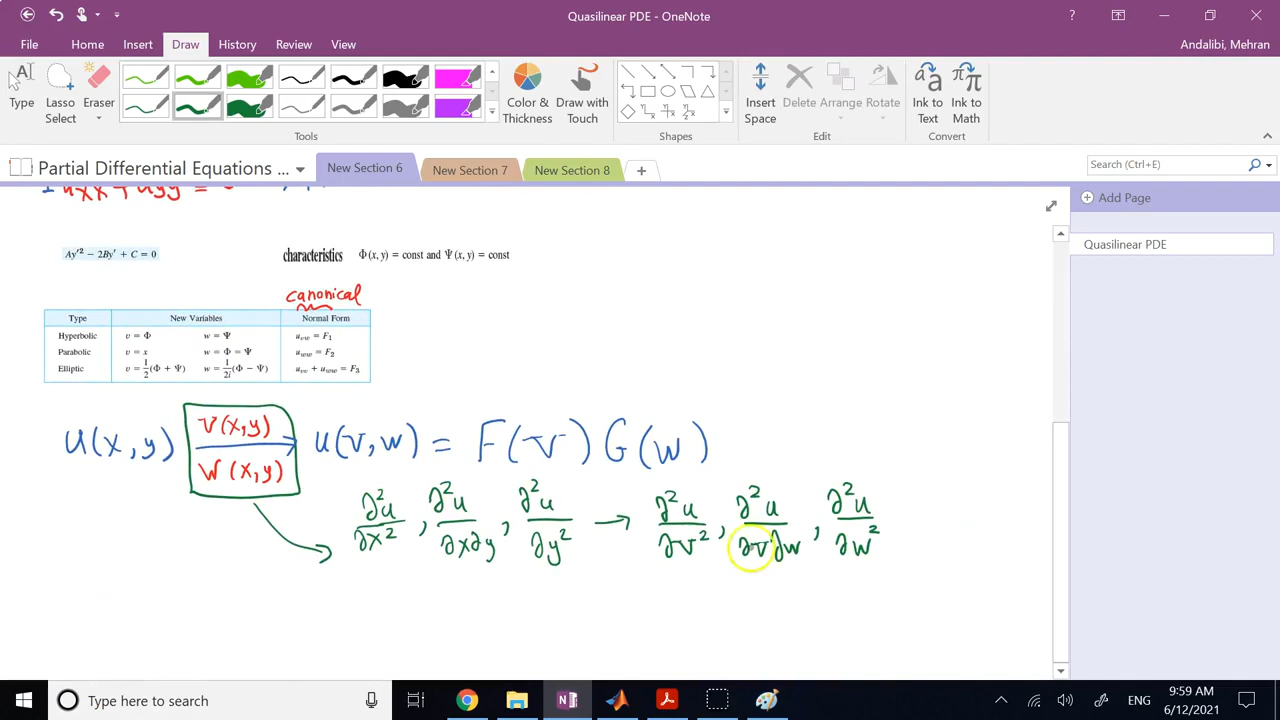 Quasilinear PDE - OneNote
Andalibi, Mehran
File Home Insert Draw History Review View
Type
Lasso Select
Eraser
Color & Thickness
Draw with Touch
Insert Space
Delete
Arrange
Rotate
Ink to Text
Ink to Math
Tools
Shapes
Edit
Convert
Partial Differential Equations
New Section 6
New Section 7
New Section 8
Search (Ctrl+E)
Add Page
Quasilinear PDE
uxx + uyy =
Ay'² − 2By' + C = 0
characteristics Φ(x, y) = const and Ψ(x, y) = const
canonical
Type New Variables Normal Form
Hyperbolic v = Φ w = Ψ u_vw = F₁
Parabolic v = x w = Φ = Ψ u_ww = F₂
Elliptic v = 1/2(Φ + Ψ) w = 1/2i(Φ − Ψ) u_vv + u_ww = F₃
v(x,y)
u(x,y) → u(v,w) = F(v) G(w)
w(x,y)
∂²u/∂x², ∂²u/∂x∂y, ∂²u/∂y² → ∂²u/∂v², ∂²u/∂v∂w, ∂²u/∂w²
Type here to search
ENG
9:59 AM
6/12/2021